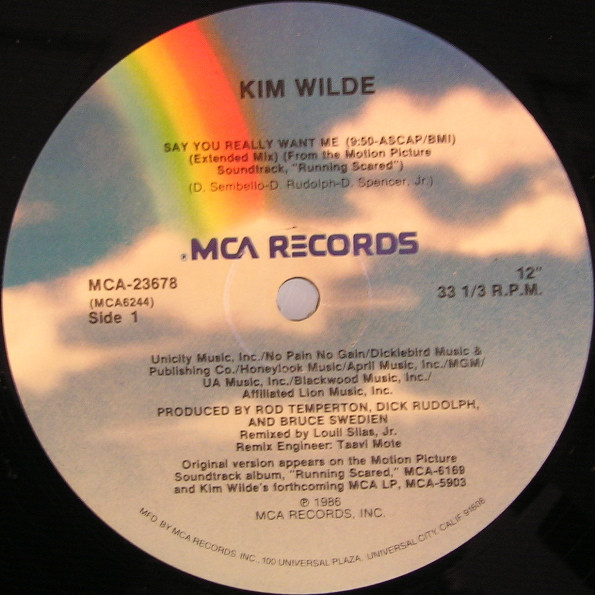 KIM WILDE
SAY YOU REALLY WANT ME (9:50-ASCAP/BMI)
(Extended Mix) (From the Motion Picture
Soundtrack, "Running Scared")
(D. Sembello-D. Rudolph-D. Spencer, Jr.)
MCA RECORDS
MCA-23678
(MCA6244)
Side 1
12"
33 1/3 R.P.M.
Unicity Music, Inc./No Pain No Gain/Dicklebird Music &
Publishing Co./Honeylook Music/April Music, Inc./MGM/
UA Music, Inc./Blackwood Music, Inc./
Affiliated Lion Music, Inc.
PRODUCED BY ROD TEMPERTON, DICK RUDOLPH,
AND BRUCE SWEDIEN
Remixed by Louil Silas, Jr.
Remix Engineer: Taavi Mote
Original version appears on the Motion Picture
Soundtrack album, "Running Scared," MCA-6169
and Kim Wilde's forthcoming MCA LP, MCA-5903
℗ 1986
MCA RECORDS, INC.
MFD. BY MCA RECORDS, INC., 100 UNIVERSAL PLAZA, UNIVERSAL CITY, CALIF. 91608